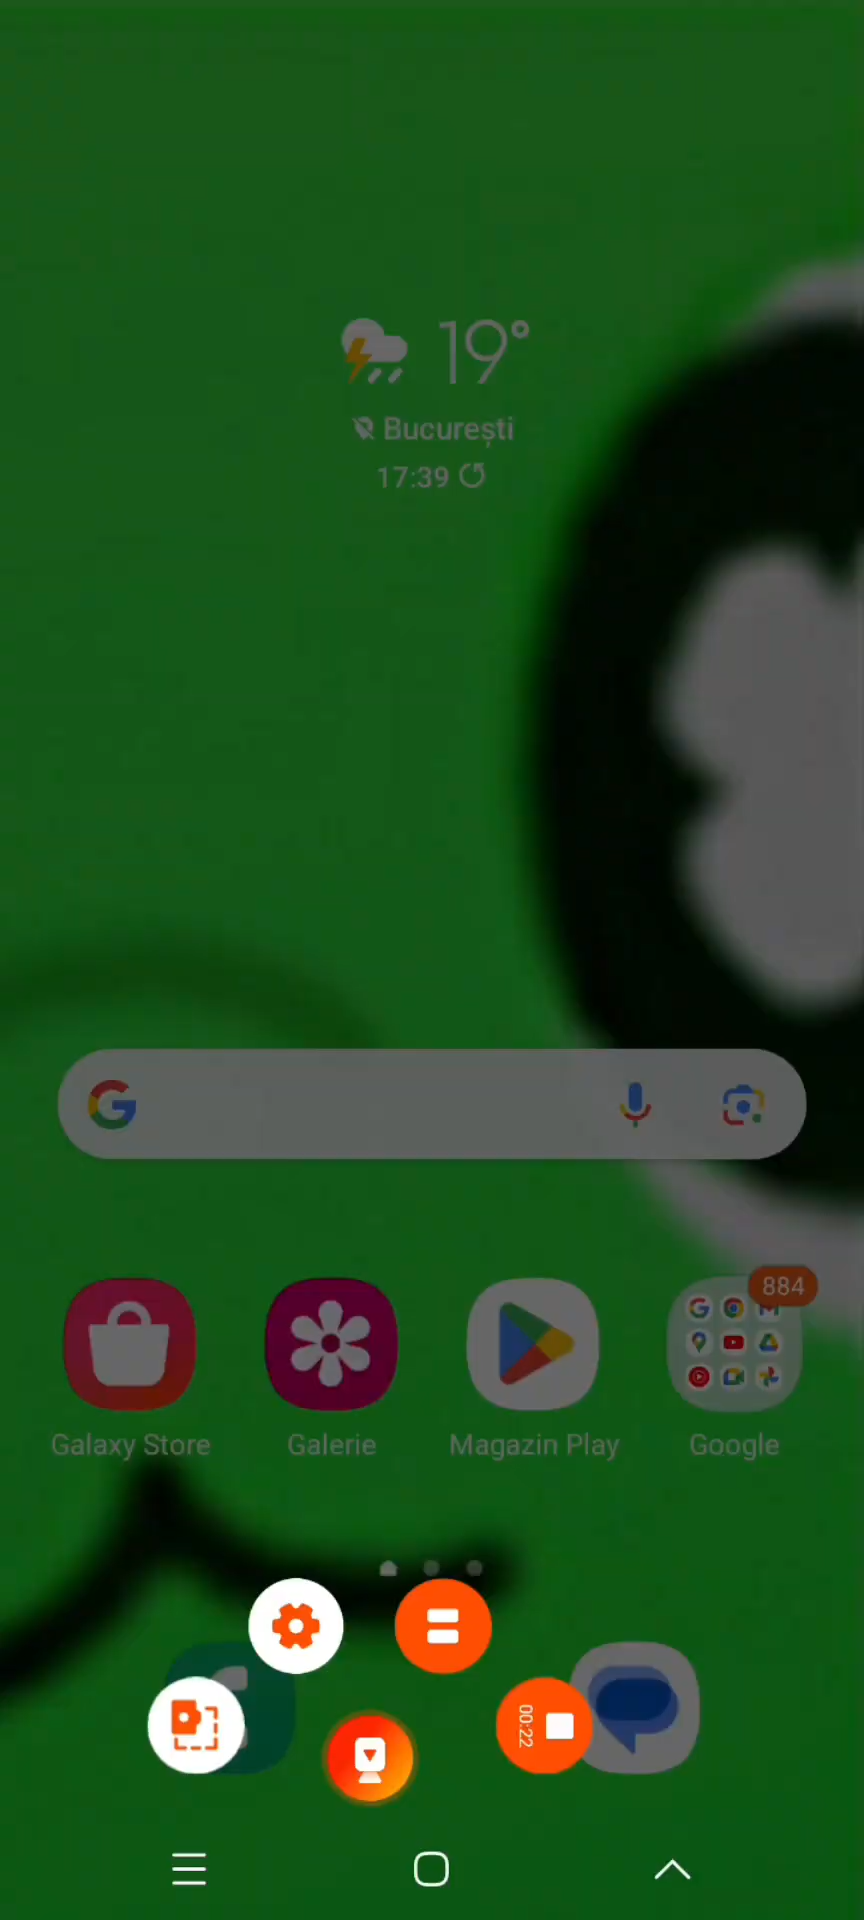 19°
București
17:39
884
Galaxy Store
Galerie
Magazin Play
Google
00:22